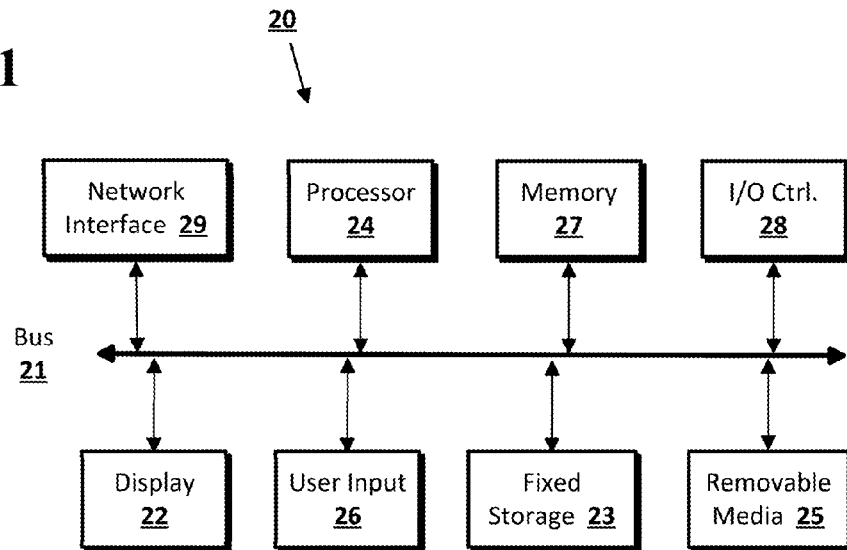 20
1
Network
Interface 29
Processor
24
Memory
27
I/O Ctrl.
28
Bus
21
Display
22
User Input
26
Fixed
Storage 23
Removable
Media 25